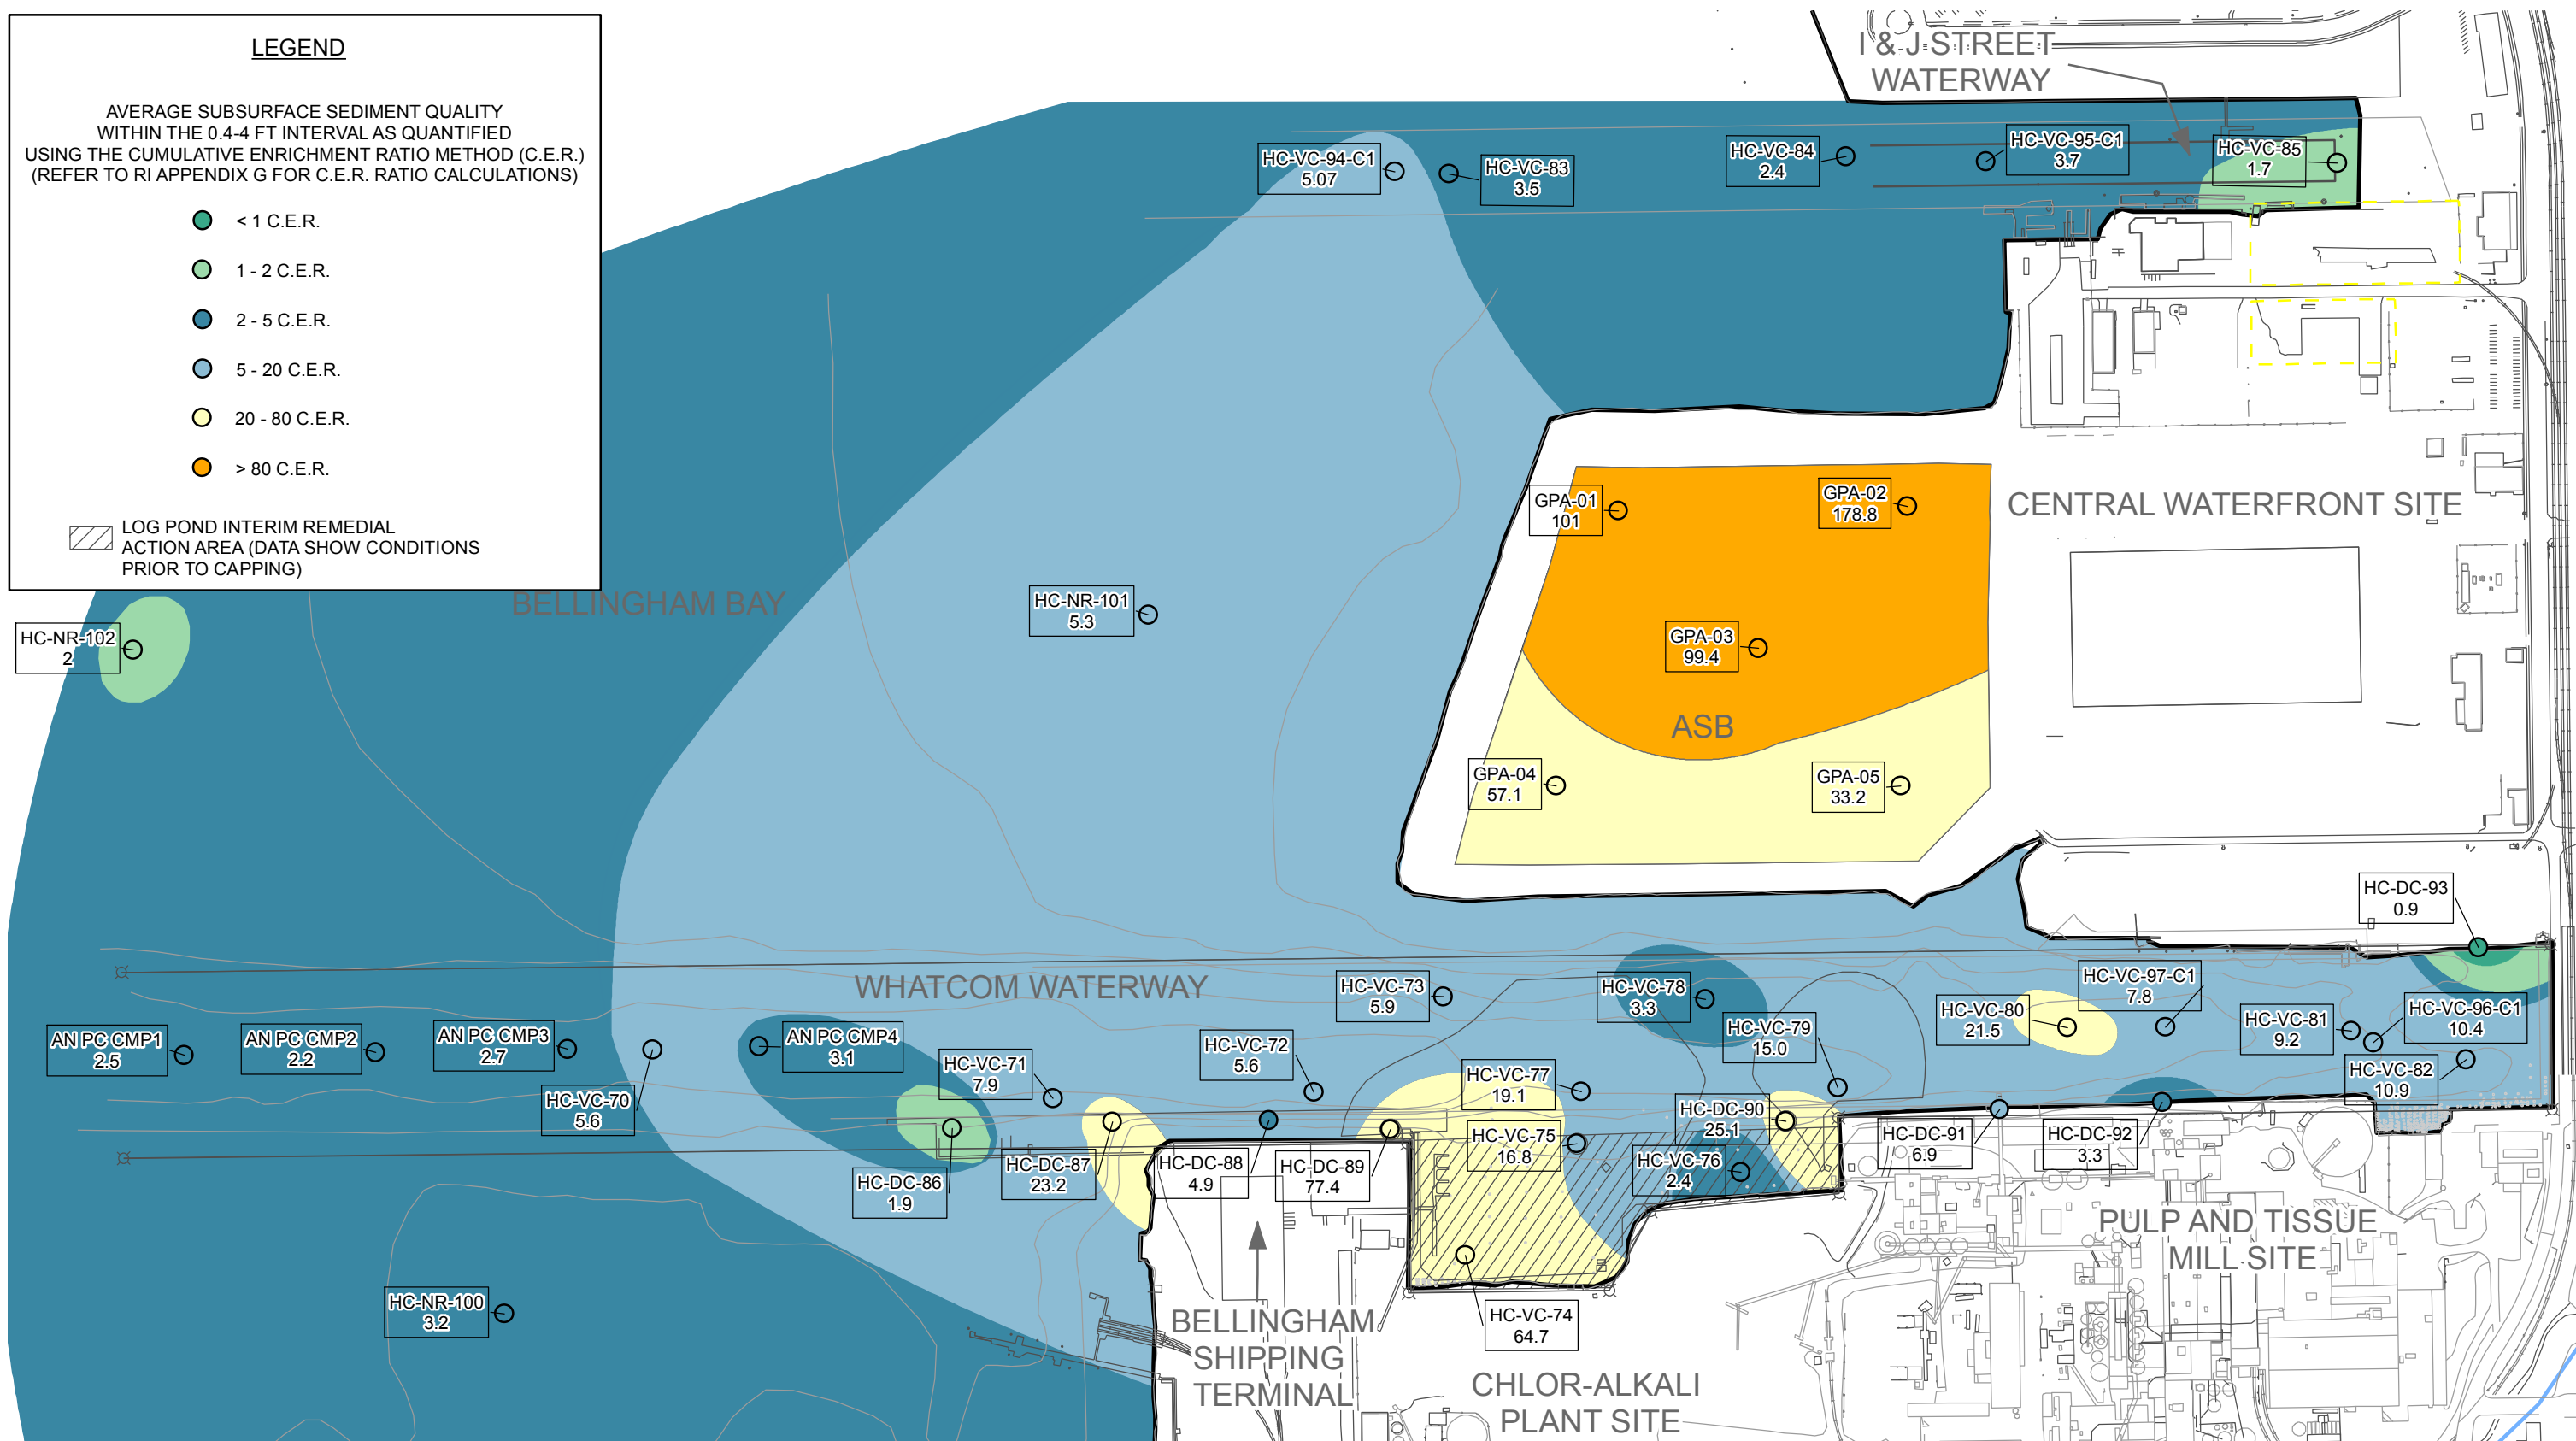 LEGEND
AVERAGE SUBSURFACE SEDIMENT QUALITY
WITHIN THE 0.4-4 FT INTERVAL AS QUANTIFIED
USING THE CUMULATIVE ENRICHMENT RATIO METHOD (C.E.R.)
(REFER TO RI APPENDIX G FOR C.E.R. RATIO CALCULATIONS)
< 1 C.E.R.
1 - 2 C.E.R.
2 - 5 C.E.R.
5 - 20 C.E.R.
20 - 80 C.E.R.
> 80 C.E.R.
LOG POND INTERIM REMEDIAL
ACTION AREA (DATA SHOW CONDITIONS
PRIOR TO CAPPING)
I & J STREET
WATERWAY
HC-VC-94-C1
5.07
HC-VC-83
3.5
HC-VC-84
2.4
HC-VC-95-C1
3.7
HC-VC-85
1.7
GPA-01
101
GPA-02
178.8
CENTRAL WATERFRONT SITE
BELLINGHAM BAY
HC-NR-101
5.3
HC-NR-102
2
GPA-03
99.4
ASB
GPA-04
57.1
GPA-05
33.2
HC-DC-93
0.9
WHATCOM WATERWAY
HC-VC-73
5.9
HC-VC-78
3.3
HC-VC-97-C1
7.8
HC-VC-80
21.5
HC-VC-81
9.2
HC-VC-96-C1
10.4
AN PC CMP1
2.5
AN PC CMP2
2.2
AN PC CMP3
2.7
AN PC CMP4
3.1
HC-VC-79
15.0
HC-VC-72
5.6
HC-VC-71
7.9
HC-VC-77
19.1
HC-VC-82
10.9
HC-VC-70
5.6
HC-DC-90
25.1
HC-VC-75
16.8
HC-DC-91
6.9
HC-DC-92
3.3
HC-DC-86
1.9
HC-DC-87
23.2
HC-DC-88
4.9
HC-DC-89
77.4
HC-VC-76
2.4
PULP AND TISSUE
MILL SITE
HC-NR-100
3.2
HC-VC-74
64.7
BELLINGHAM
SHIPPING
TERMINAL
CHLOR-ALKALI
PLANT SITE